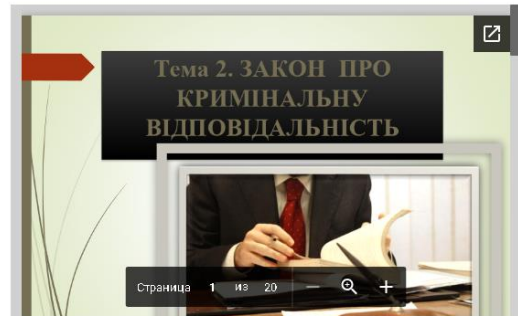 Тема 2. ЗАКОН ПРО
КРИМІНАЛЬНУ
ВІДПОВІДАЛЬНІСТЬ
Страница 1 из 20